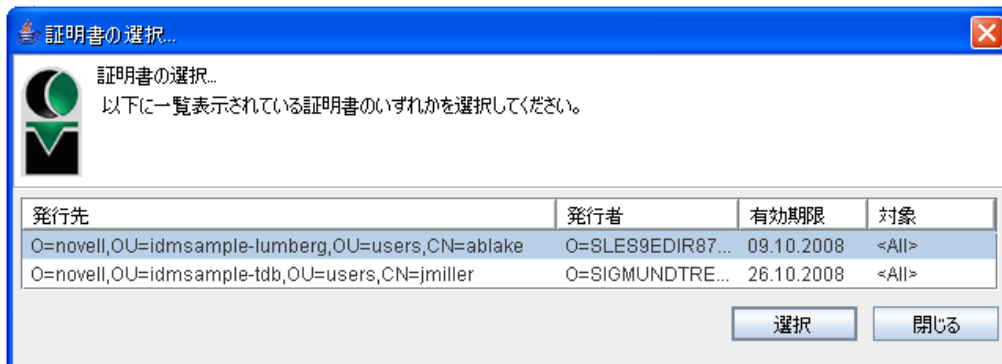 証明書の選択...
証明書の選択...
以下に一覧表示されている証明書のいずれかを選択してください。
発行先 発行者 有効期限 対象
O=novell,OU=idmsample-lumberg,OU=users,CN=ablake O=SLES9EDIR87... 09.10.2008 <All>
O=novell,OU=idmsample-tdb,OU=users,CN=jmiller O=SIGMUNDTRE... 26.10.2008 <All>
選択 閉じる